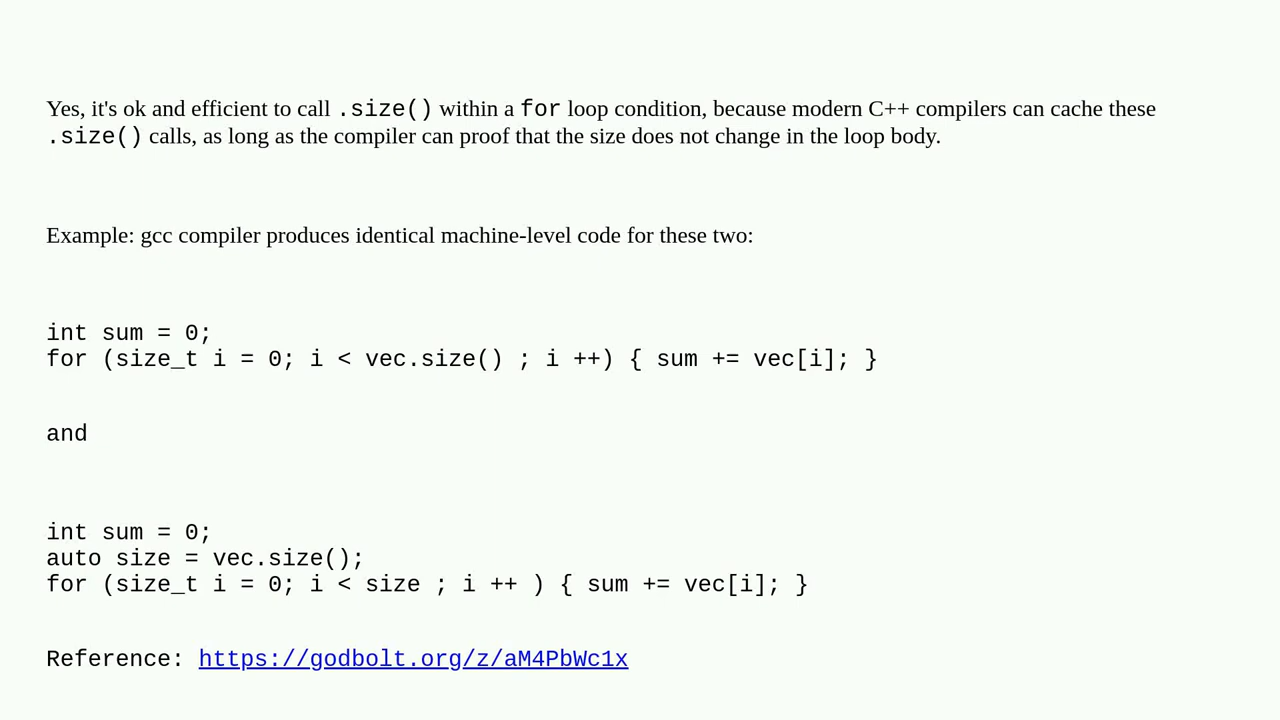 Yes, it's ok and efficient to call .size() within a for loop condition, because modern C++ compilers can cache these
.size() calls, as long as the compiler can proof that the size does not change in the loop body.
Example: gcc compiler produces identical machine-level code for these two:
int sum = 0;
for (size_t i = 0; i < vec.size() ; i ++) { sum += vec[i]; }
and
int sum = 0;
auto size = vec.size();
for (size_t i = 0; i < size ; i ++ ) { sum += vec[i]; }
Reference: https://godbolt.org/z/aM4PbWc1x